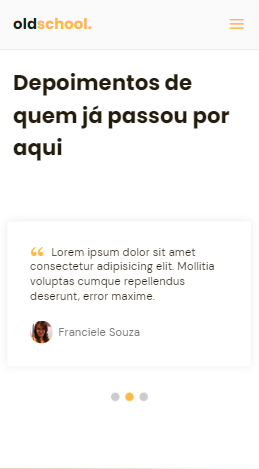 oldschool.
Depoimentos de
quem já passou por
aqui
“ Lorem ipsum dolor sit amet
consectetur adipisicing elit. Mollitia
voluptas cumque repellendus
deserunt, error maxime.
Franciele Souza